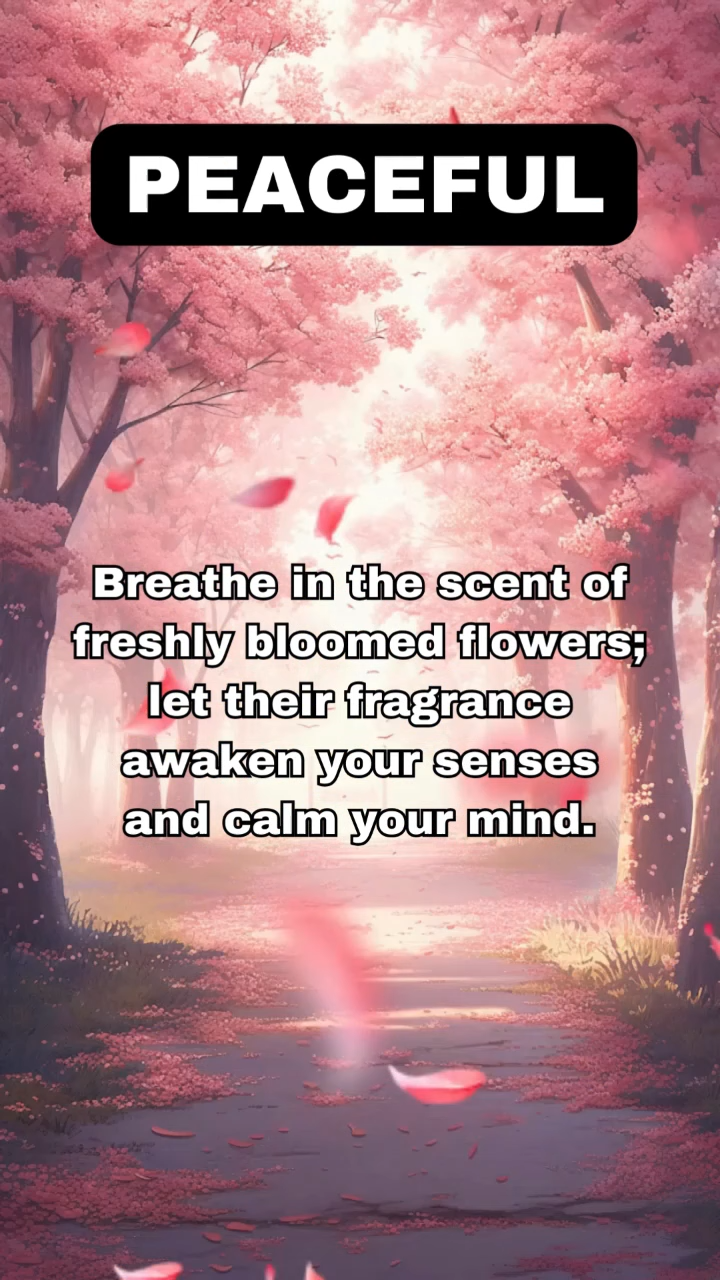 PEACEFUL
Breathe in the scent of
freshly bloomed flowers;
let their fragrance
awaken your senses
and calm your mind.